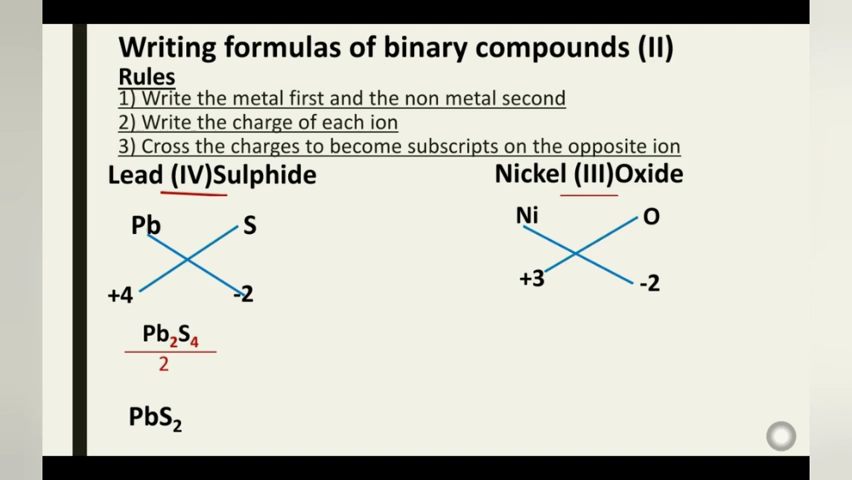 Writing formulas of binary compounds (II)
Rules
1) Write the metal first and the non metal second
2) Write the charge of each ion
3) Cross the charges to become subscripts on the opposite ion
Lead (IV)Sulphide
Nickel (III)Oxide
Pb S
+4 -2
Pb₂S₄
2
PbS₂
Ni O
+3 -2